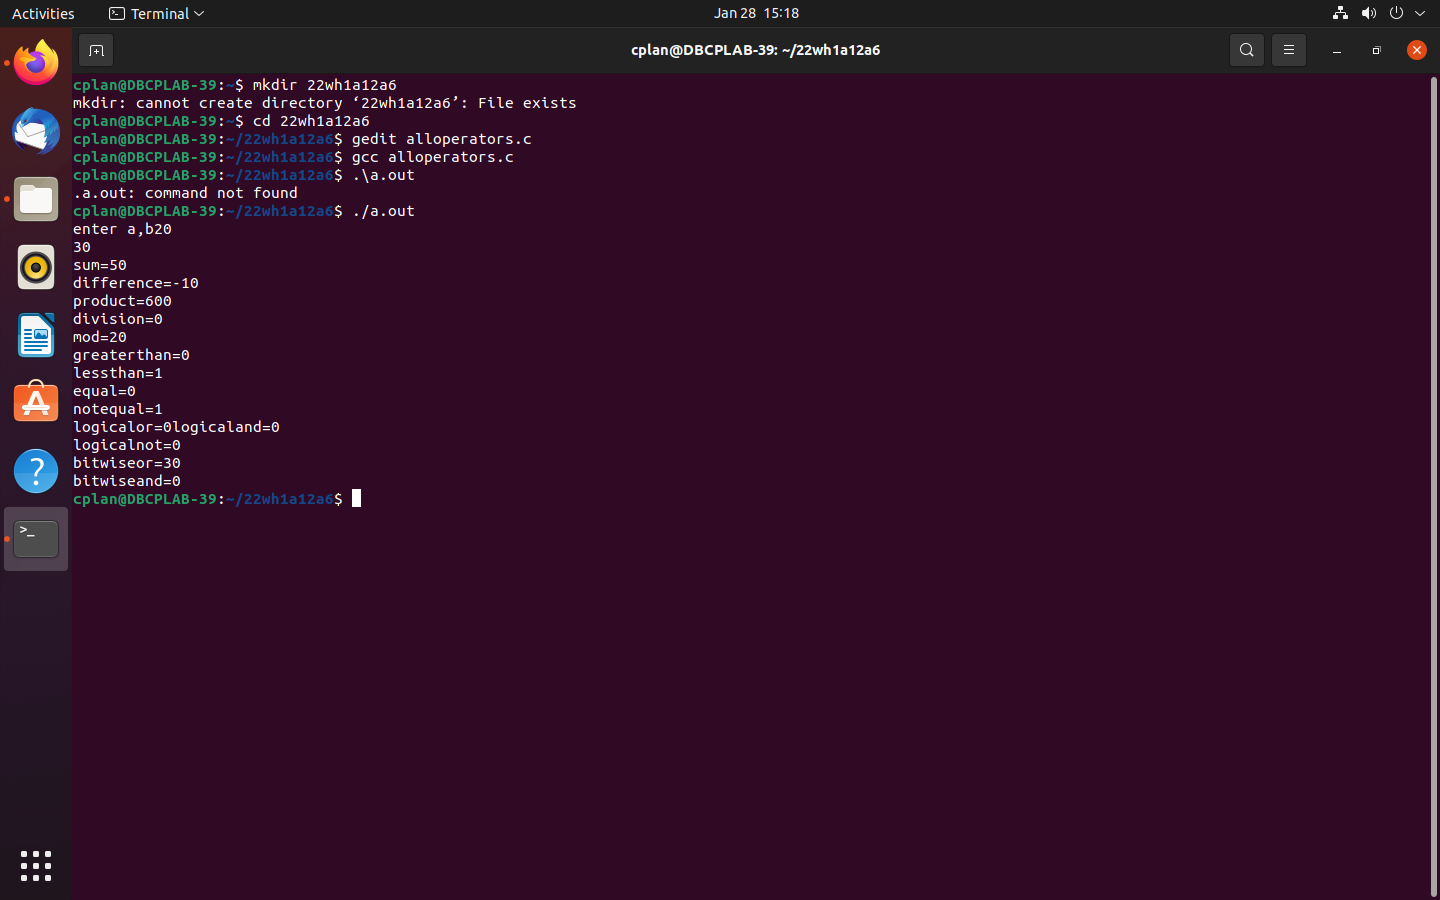 Activities
Terminal
Jan 28 15:18
cplan@DBCPLAB-39: ~/22wh1a12a6
cplan@DBCPLAB-39:~$ mkdir 22wh1a12a6
mkdir: cannot create directory ‘22wh1a12a6’: File exists
cplan@DBCPLAB-39:~$ cd 22wh1a12a6
cplan@DBCPLAB-39:~/22wh1a12a6$ gedit alloperators.c
cplan@DBCPLAB-39:~/22wh1a12a6$ gcc alloperators.c
cplan@DBCPLAB-39:~/22wh1a12a6$ .\a.out
.a.out: command not found
cplan@DBCPLAB-39:~/22wh1a12a6$ ./a.out
enter a,b20
30
sum=50
difference=-10
product=600
division=0
mod=20
greaterthan=0
lessthan=1
equal=0
notequal=1
logicalor=0logicaland=0
logicalnot=0
bitwiseor=30
bitwiseand=0
cplan@DBCPLAB-39:~/22wh1a12a6$